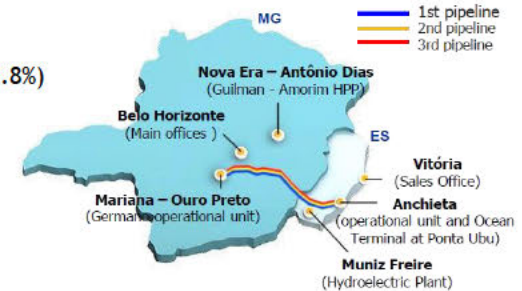 MG
1st pipeline
2nd pipeline
3rd pipeline
.8%)
Nova Era – Antônio Dias
(Guilman - Amorim HPP)
Belo Horizonte
(Main offices )
ES
Vitória
(Sales Office)
Mariana – Ouro Preto
(Germano operational unit)
Anchieta
(operational unit and Ocean
Terminal at Ponta Ubu)
Muniz Freire
(Hydroelectric Plant)